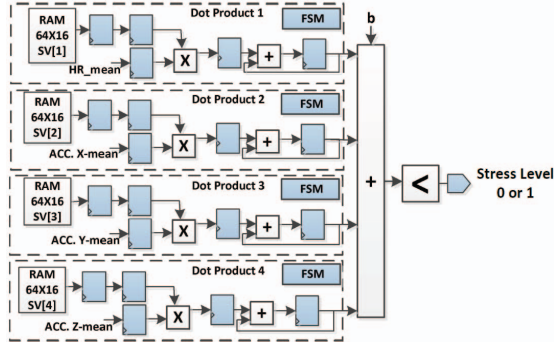 Dot Product 1
FSM
RAM
64X16
SV[1]
HR_mean
X
+
b
Dot Product 2
FSM
RAM
64X16
SV[2]
ACC. X-mean
X
+
Dot Product 3
FSM
RAM
64X16
SV[3]
ACC. Y-mean
X
+
Dot Product 4
FSM
RAM
64X16
SV[4]
ACC. Z-mean
X
+
+
<
Stress Level
0 or 1